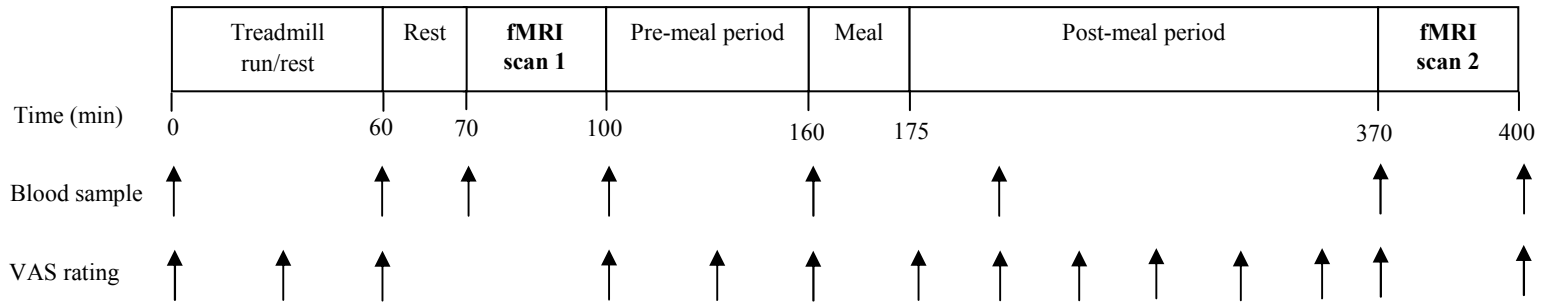 Treadmill
run/rest
Rest
fMRI
scan 1
Pre-meal period
Meal
Post-meal period
fMRI
scan 2
Time (min)
0
60
70
100
160
175
370
400
Blood sample
VAS rating